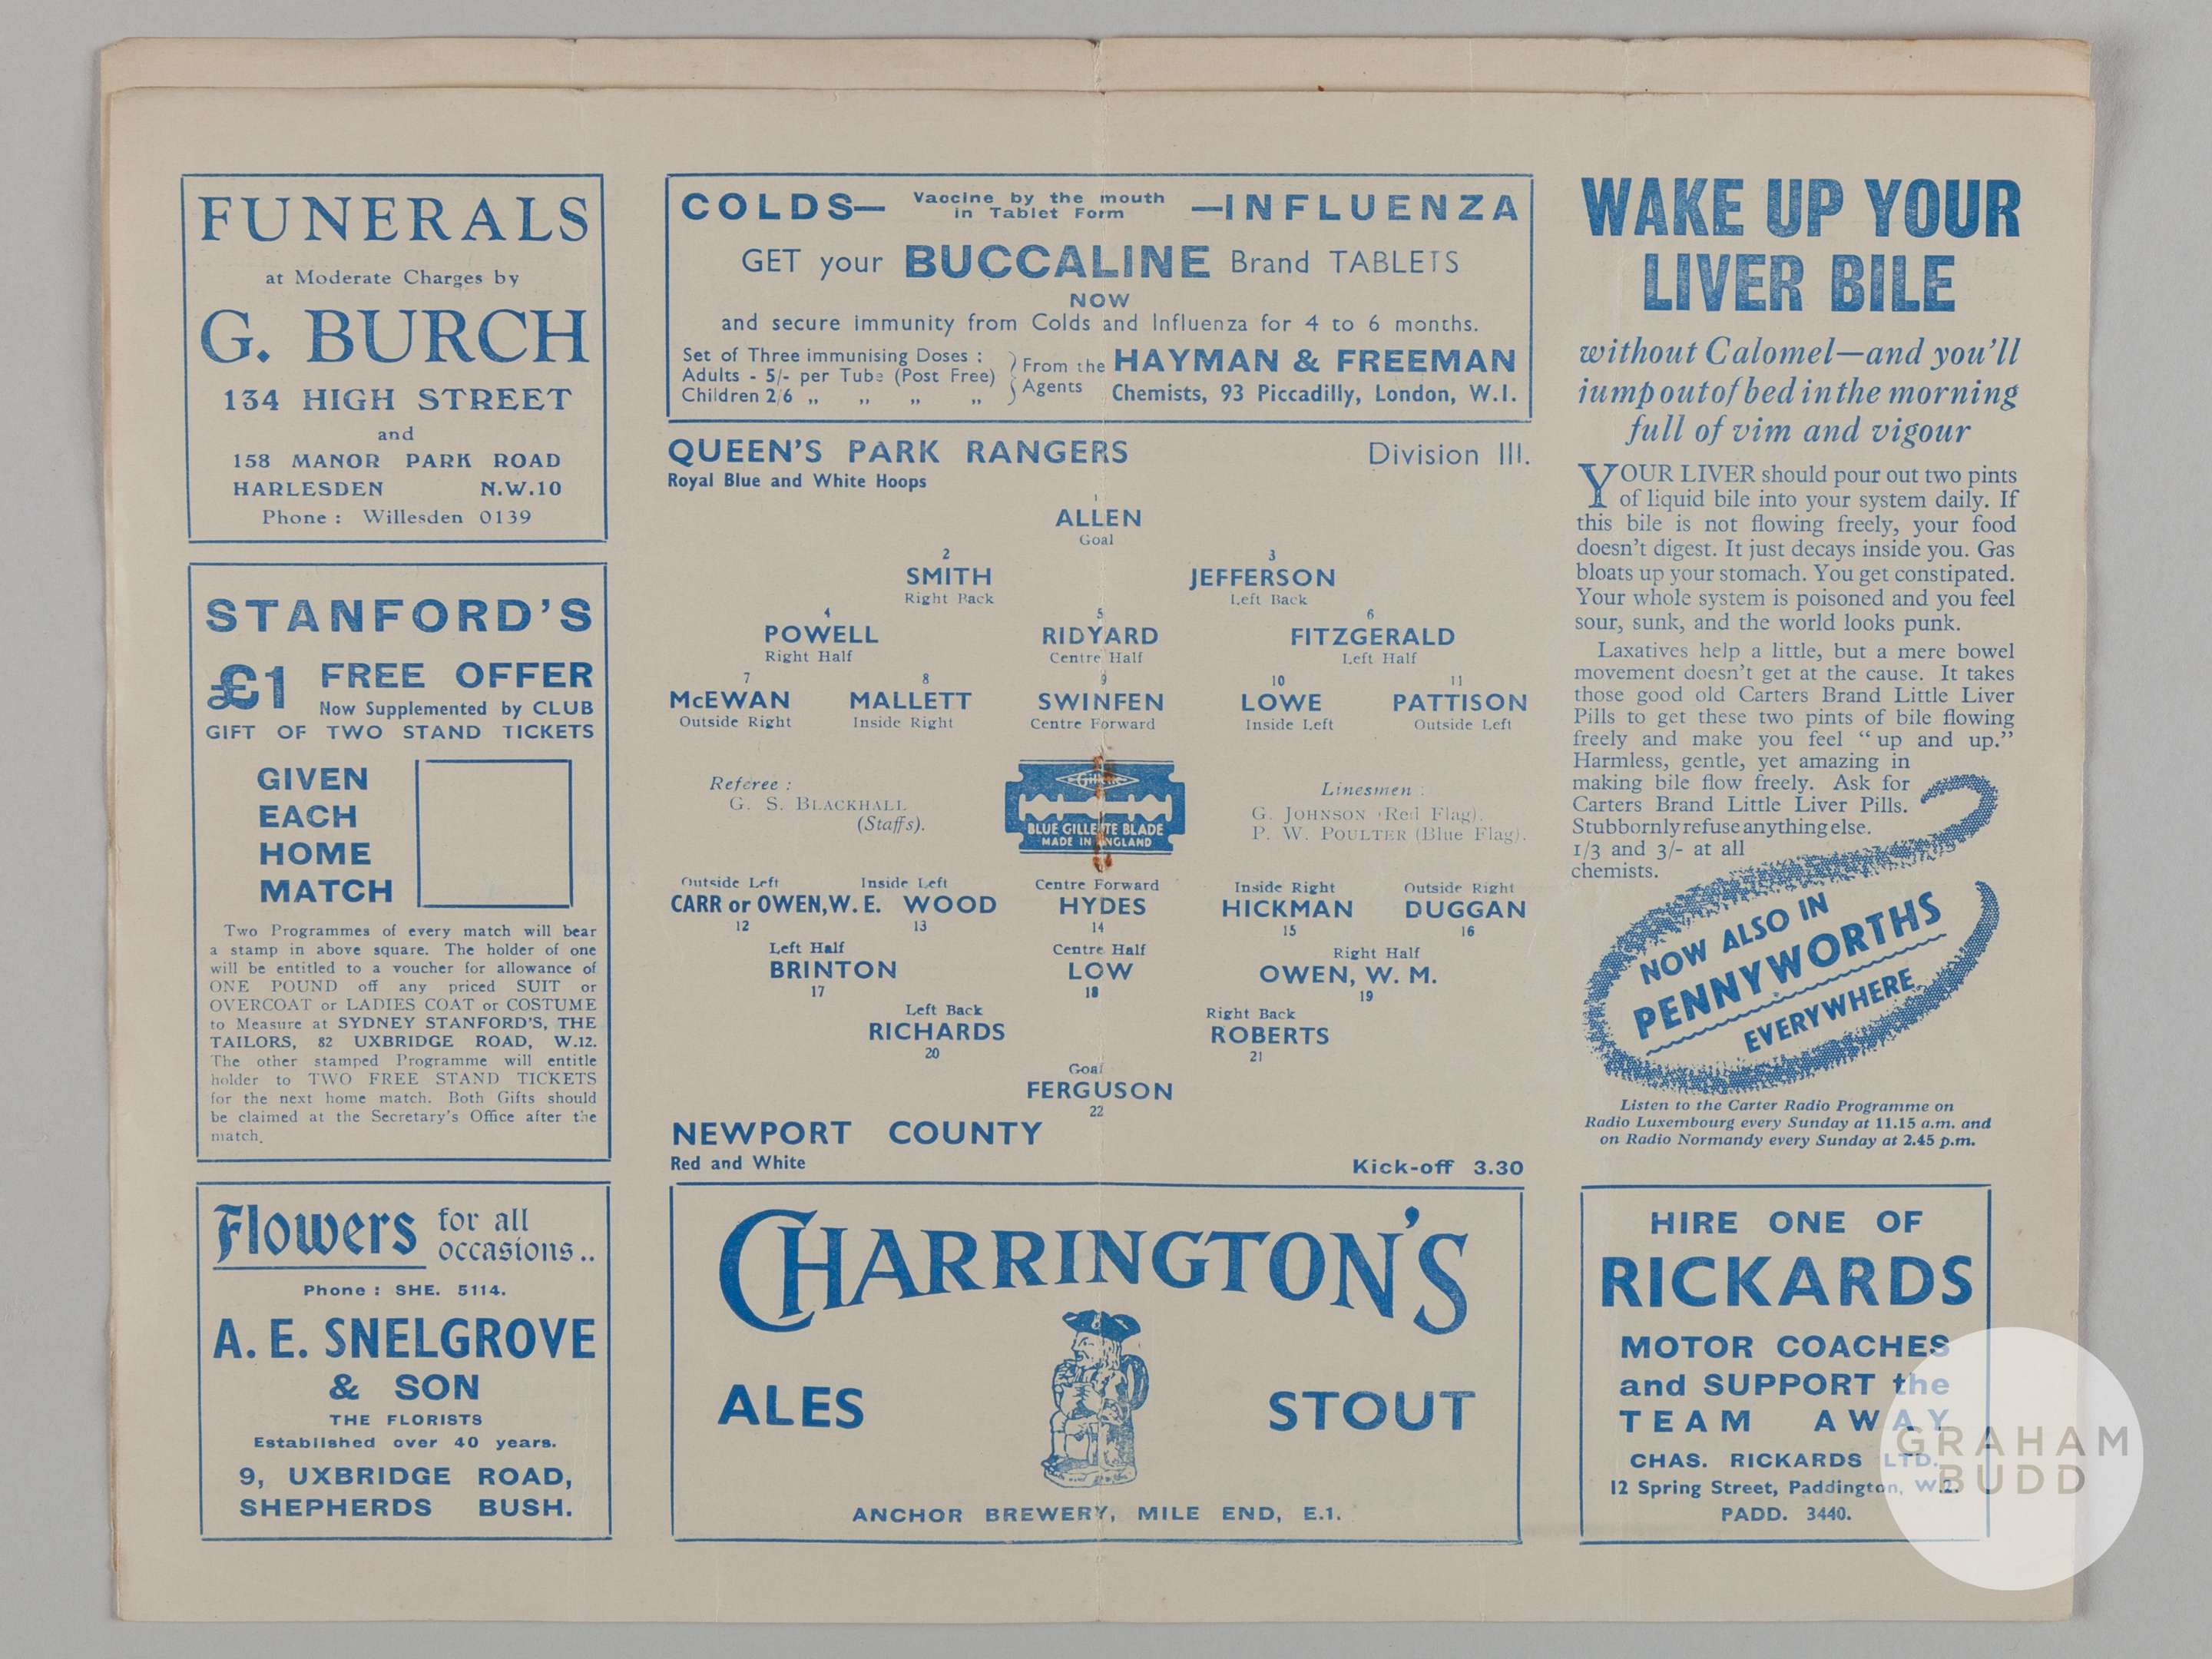 FUNERALS
at Moderate Charges by
G. BURCH
134 HIGH STREET
and
158 MANOR PARK ROAD
HARLESDEN N.W.10
Phone : Willesden 0139
STANFORD'S
£1 FREE OFFER
Now Supplemented by CLUB
GIFT OF TWO STAND TICKETS
GIVEN
EACH
HOME
MATCH
Two Programmes of every match will bear
a stamp in above square. The holder of one
will be entitled to a voucher for allowance of
ONE POUND off any priced SUIT or
OVERCOAT or LADIES COAT or COSTUME
to Measure at SYDNEY STANFORD'S, THE
TAILORS, 82 UXBRIDGE ROAD, W.12.
The other stamped Programme will entitle
holder to TWO FREE STAND TICKETS
for the next home match. Both Gifts should
be claimed at the Secretary's Office after the
match.
Flowers for all
occasions..
Phone : SHE. 5114.
A. E. SNELGROVE
& SON
THE FLORISTS
Established over 40 years.
9, UXBRIDGE ROAD,
SHEPHERDS BUSH.
COLDS— Vaccine by the mouth
in Tablet Form —INFLUENZA
GET your BUCCALINE Brand TABLETS
NOW
and secure immunity from Colds and Influenza for 4 to 6 months.
Set of Three immunising Doses :
Adults - 5/- per Tube (Post Free)
Children 2/6 „ „ „ „
From the
Agents
HAYMAN & FREEMAN
Chemists, 93 Piccadilly, London, W.I.
QUEEN'S PARK RANGERS Division III.
Royal Blue and White Hoops
1
ALLEN
Goal
2 3
SMITH JEFFERSON
Right Back Left Back
4 5 6
POWELL RIDYARD FITZGERALD
Right Half Centre Half Left Half
7 8 9 10 11
McEWAN MALLETT SWINFEN LOWE PATTISON
Outside Right Inside Right Centre Forward Inside Left Outside Left
Referee :
G. S. BLACKHALL
(Staffs).
Gillette
BLUE GILLETTE BLADE
MADE IN ENGLAND
Linesmen :
G. JOHNSON (Red Flag).
P. W. POULTER (Blue Flag).
Outside Left Inside Left Centre Forward Inside Right Outside Right
CARR or OWEN, W. E. WOOD HYDES HICKMAN DUGGAN
12 13 14 15 16
Left Half Centre Half Right Half
BRINTON LOW OWEN, W. M.
17 18 19
Left Back Right Back
RICHARDS ROBERTS
20 21
Goal
FERGUSON
22
NEWPORT COUNTY
Red and White Kick-off 3.30
CHARRINGTON'S
ALES STOUT
ANCHOR BREWERY, MILE END, E.1.
WAKE UP YOUR
LIVER BILE
without Calomel—and you'll
jump out of bed in the morning
full of vim and vigour
YOUR LIVER should pour out two pints
of liquid bile into your system daily. If
this bile is not flowing freely, your food
doesn't digest. It just decays inside you. Gas
bloats up your stomach. You get constipated.
Your whole system is poisoned and you feel
sour, sunk, and the world looks punk.
Laxatives help a little, but a mere bowel
movement doesn't get at the cause. It takes
those good old Carters Brand Little Liver
Pills to get these two pints of bile flowing
freely and make you feel “up and up.”
Harmless, gentle, yet amazing in
making bile flow freely. Ask for
Carters Brand Little Liver Pills.
Stubbornly refuse anything else.
1/3 and 3/- at all
chemists.
NOW ALSO IN
PENNYWORTHS
EVERYWHERE
Listen to the Carter Radio Programme on
Radio Luxembourg every Sunday at 11.15 a.m. and
on Radio Normandy every Sunday at 2.45 p.m.
HIRE ONE OF
RICKARDS
MOTOR COACHES
and SUPPORT the
TEAM AWAY
CHAS. RICKARDS LTD.
12 Spring Street, Paddington, W.2.
PADD. 3440.
GRAHAM
BUDD